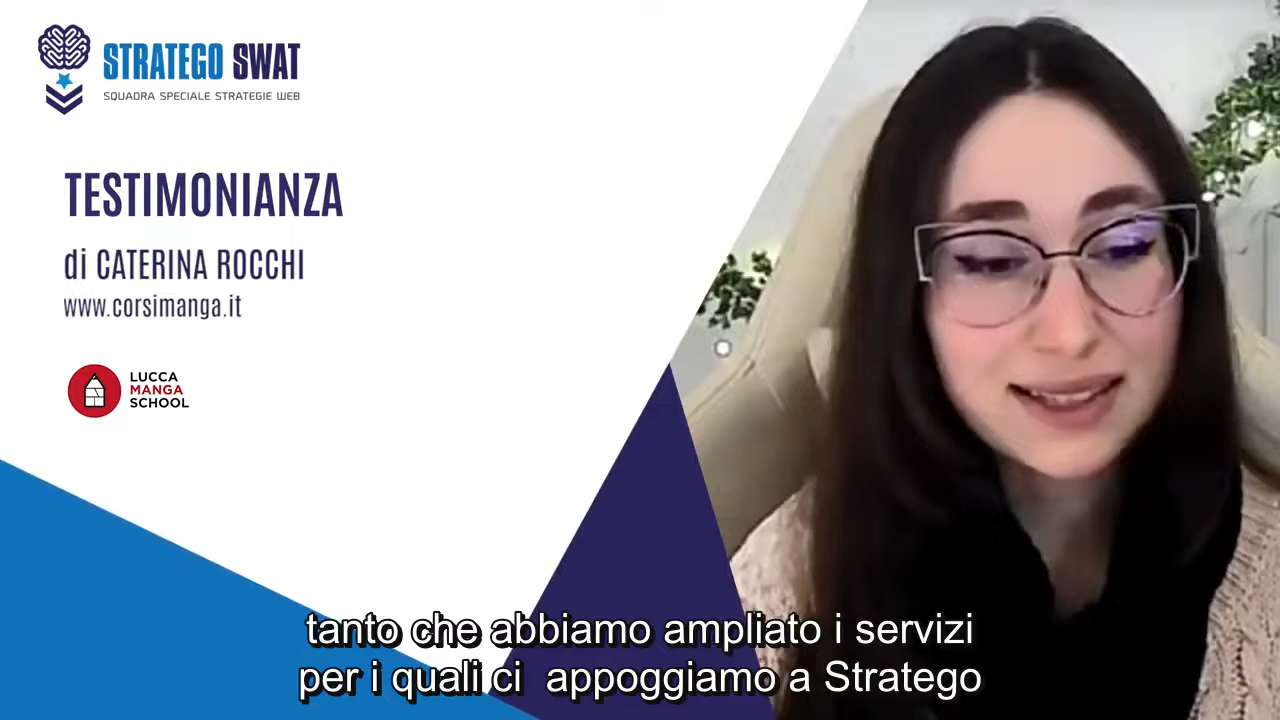 STRATEGO SWAT
SQUADRA SPECIALE STRATEGIE WEB
TESTIMONIANZA
di CATERINA ROCCHI
www.corsimanga.it
LUCCA
MANGA
SCHOOL
tanto che abbiamo ampliato i servizi
per i quali ci  appoggiamo a Stratego